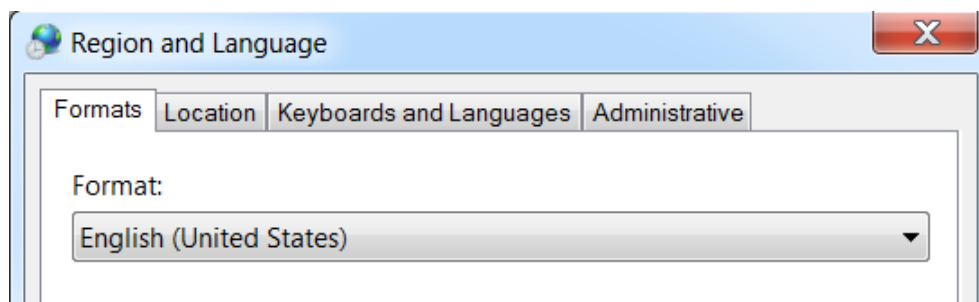 Region and Language
Formats Location Keyboards and Languages Administrative
Format:
English (United States)